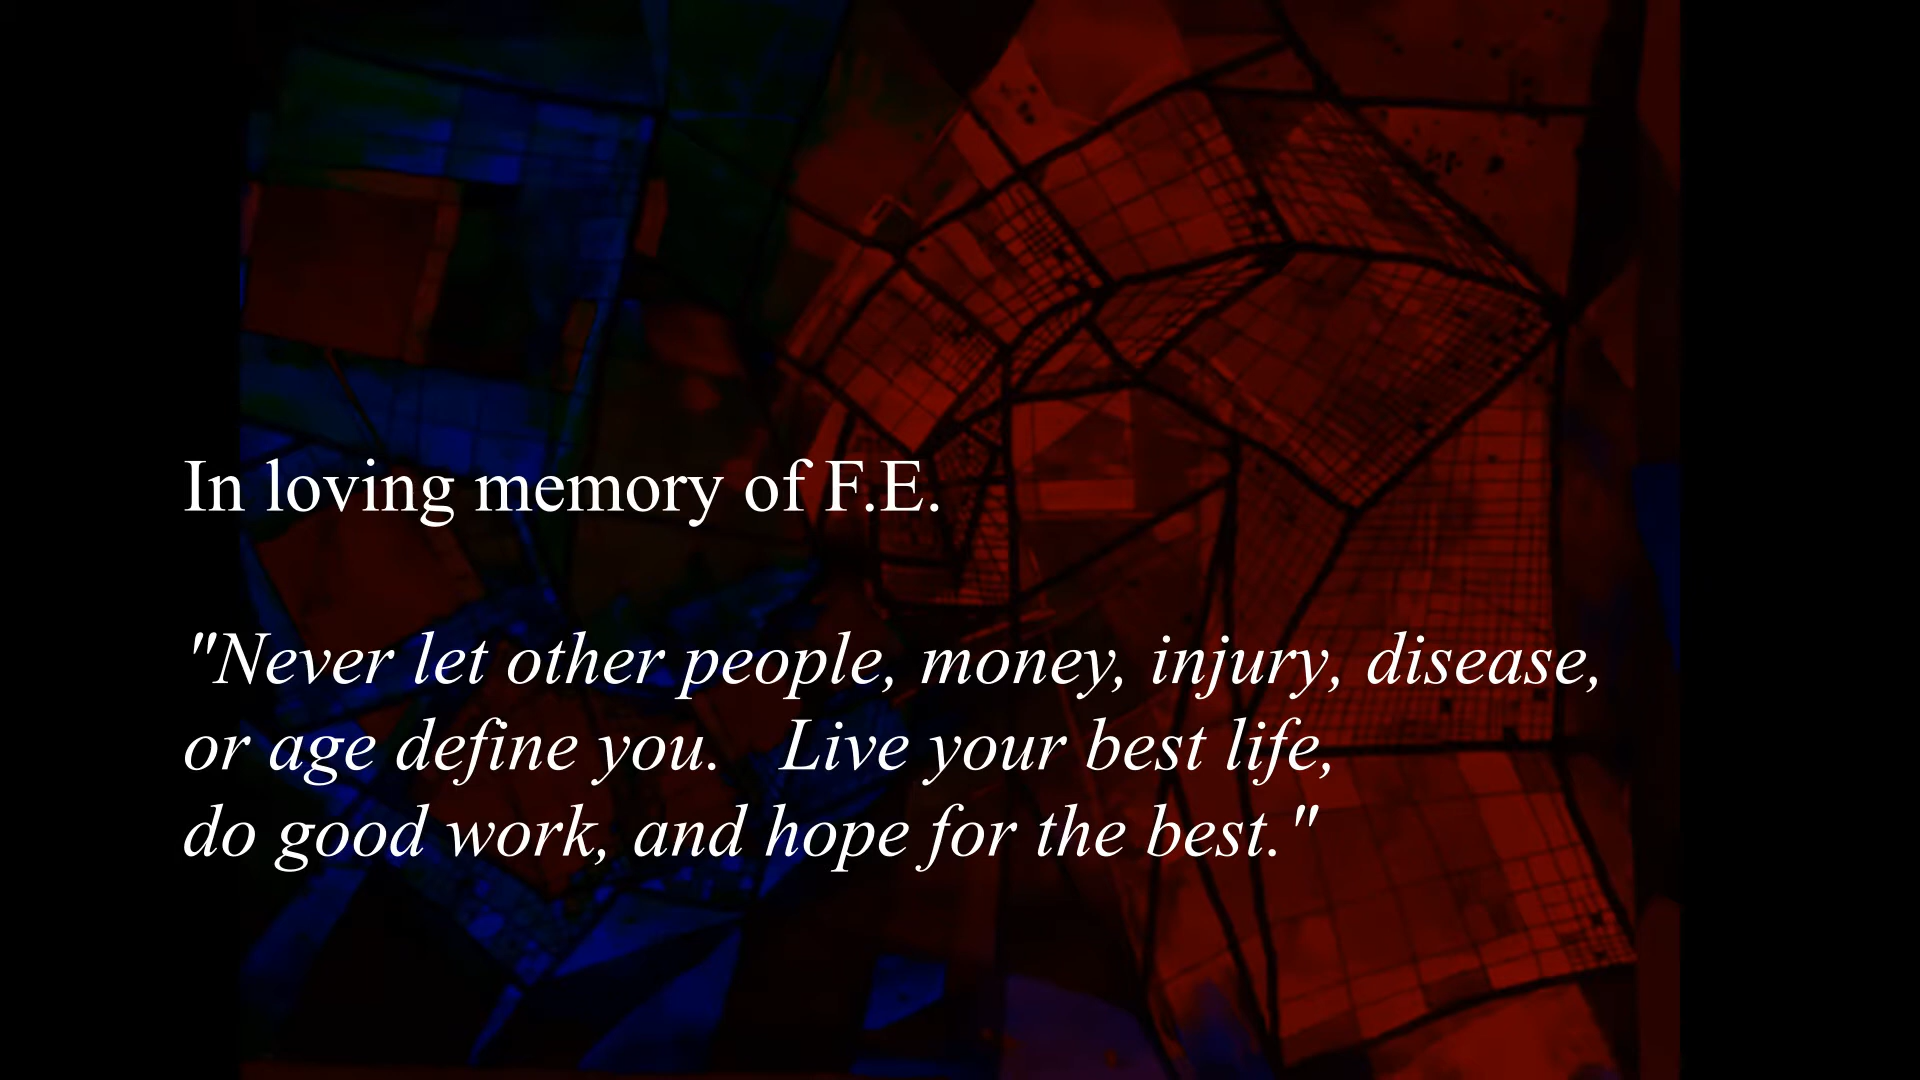 In loving memory of F.E.
"Never let other people, money, injury, disease,
or age define you.   Live your best life,
do good work, and hope for the best."